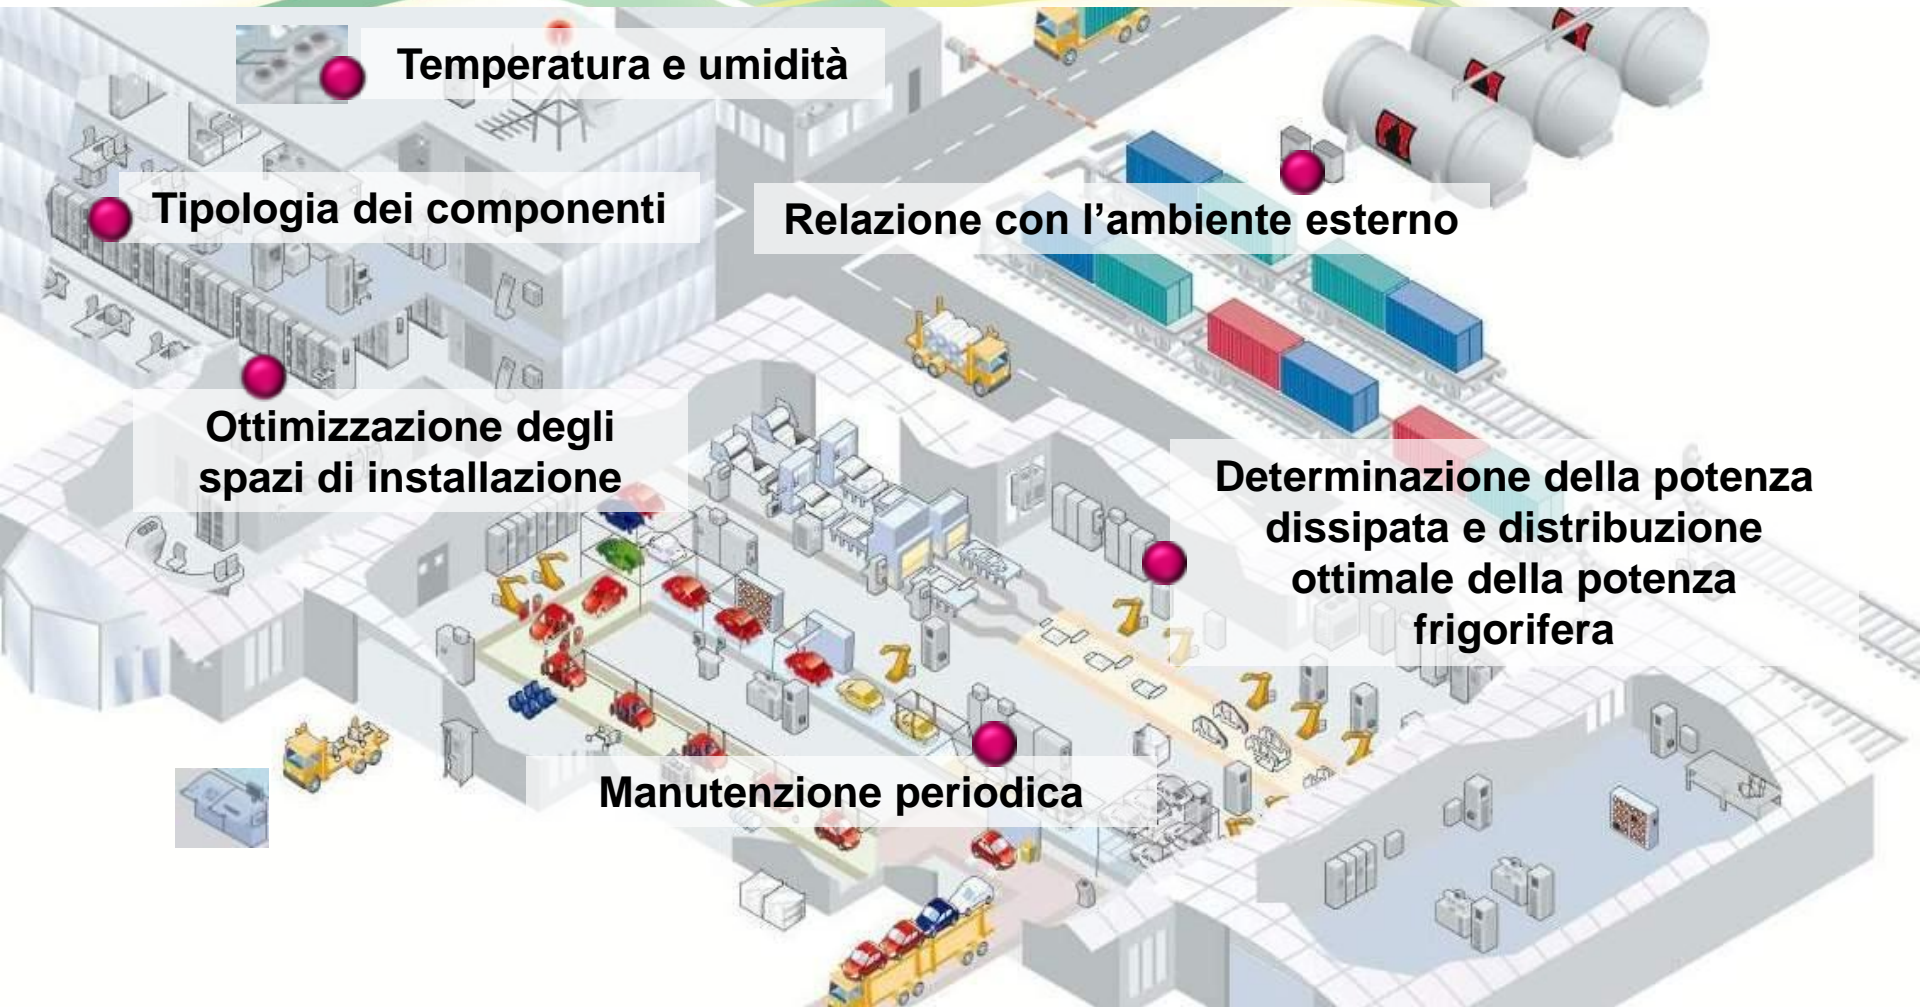 Temperatura e umidità
Tipologia dei componenti
Relazione con l’ambiente esterno
Ottimizzazione degli
spazi di installazione
Determinazione della potenza
dissipata e distribuzione
ottimale della potenza
frigorifera
Manutenzione periodica